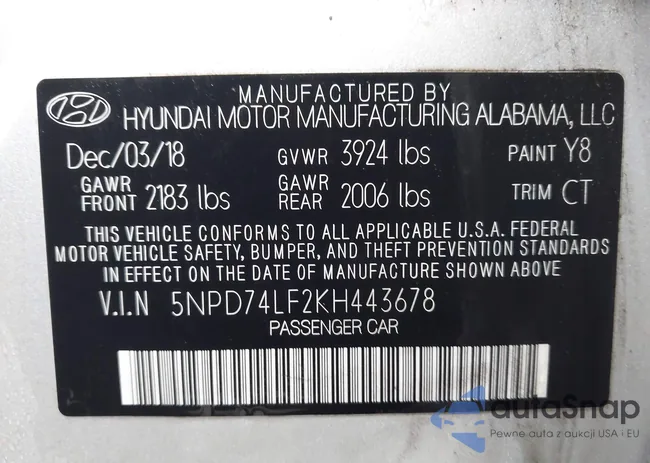 MANUFACTURED BY
HYUNDAI MOTOR MANUFACTURING ALABAMA, LLC
Dec/03/18 GVWR 3924 lbs PAINT Y8
GAWR FRONT 2183 lbs GAWR REAR 2006 lbs TRIM CT
THIS VEHICLE CONFORMS TO ALL APPLICABLE U.S.A. FEDERAL
MOTOR VEHICLE SAFETY, BUMPER, AND THEFT PREVENTION STANDARDS
IN EFFECT ON THE DATE OF MANUFACTURE SHOWN ABOVE
V.I.N 5NPD74LF2KH443678
PASSENGER CAR
autaSnap
Pewne auta z aukcji USA i EU